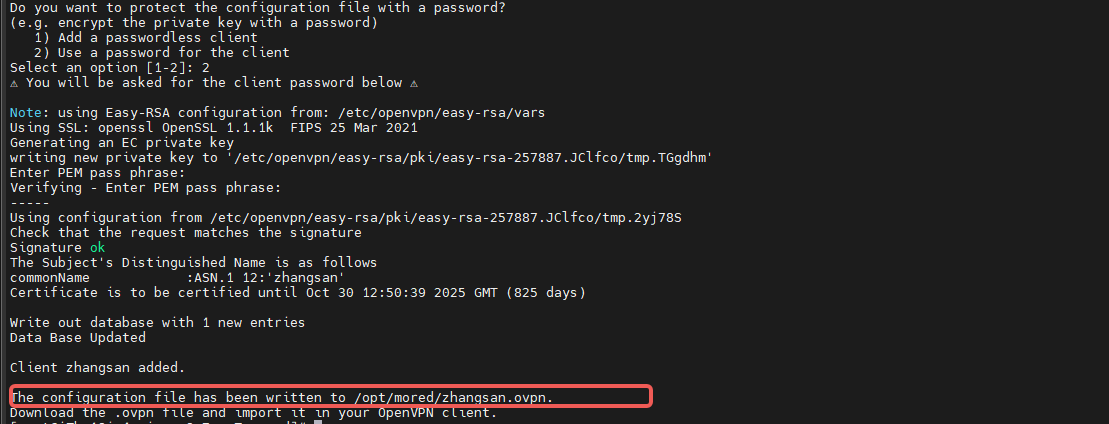 Do you want to protect the configuration file with a password?
(e.g. encrypt the private key with a password)
   1) Add a passwordless client
   2) Use a password for the client
Select an option [1-2]: 2
⚠ You will be asked for the client password below ⚠
Note: using Easy-RSA configuration from: /etc/openvpn/easy-rsa/vars
Using SSL: openssl OpenSSL 1.1.1k  FIPS 25 Mar 2021
Generating an EC private key
writing new private key to '/etc/openvpn/easy-rsa/pki/easy-rsa-257887.JClfco/tmp.TGgdhm'
Enter PEM pass phrase:
Verifying - Enter PEM pass phrase:
-----
Using configuration from /etc/openvpn/easy-rsa/pki/easy-rsa-257887.JClfco/tmp.2yj78S
Check that the request matches the signature
Signature ok
The Subject's Distinguished Name is as follows
commonName            :ASN.1 12:'zhangsan'
Certificate is to be certified until Oct 30 12:50:39 2025 GMT (825 days)
Write out database with 1 new entries
Data Base Updated
Client zhangsan added.
The configuration file has been written to /opt/mored/zhangsan.ovpn.
Download the .ovpn file and import it in your OpenVPN client.